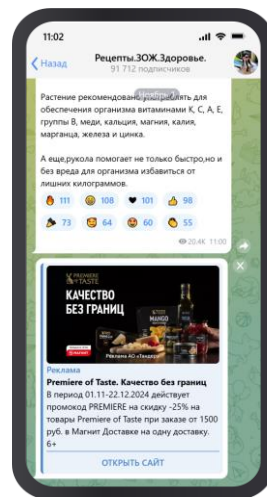 11:02
Назад
Рецепты.ЗОЖ.Здоровье.
91 712 подписчиков
Растение рекомендовано употреблять для
обеспечения организма витаминами К, С, А, Е,
группы В, меди, кальция, магния, калия,
марганца, железа и цинка.
А еще,рукола помогает не только быстро,но и
без вреда для организма избавиться от
лишних килограммов.
111 108 101 98
73 64 60 55
20.4K 11:00
PREMIERE
of TASTE
КАЧЕСТВО
БЕЗ ГРАНИЦ
MANGO
Реклама АО «Тандер»
Реклама
Premiere of Taste. Качество без границ
В период 01.11-22.12.2024 действует
промокод PREMIERE на скидку -25% на
товары Premiere of Taste при заказе от 1500
руб. в Магнит Доставке на одну доставку.
6+
ОТКРЫТЬ САЙТ